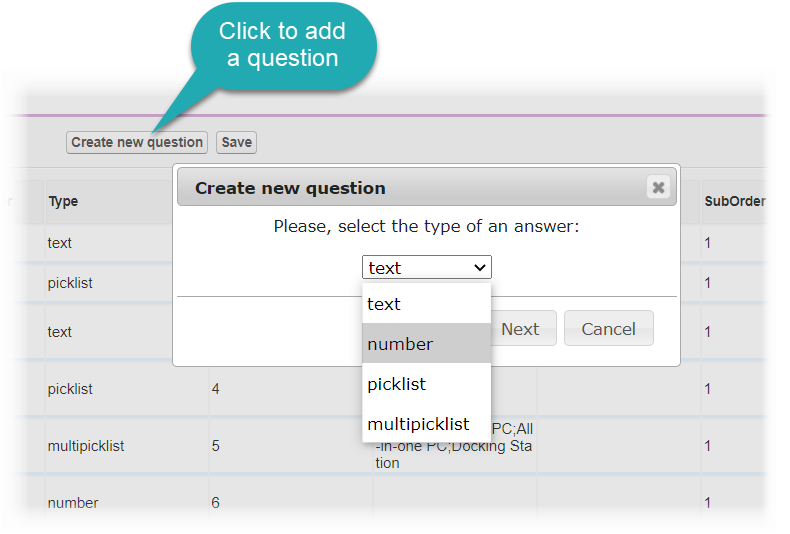 Click to add
a question
Create new question
Save
Create new question
Please, select the type of an answer:
text
text
number
picklist
multipicklist
Next
Cancel
Type
SubOrder
text
1
picklist
1
text
1
picklist
4
1
multipicklist
5
PC;All
-in-one PC;Docking Sta
tion
1
number
6
1